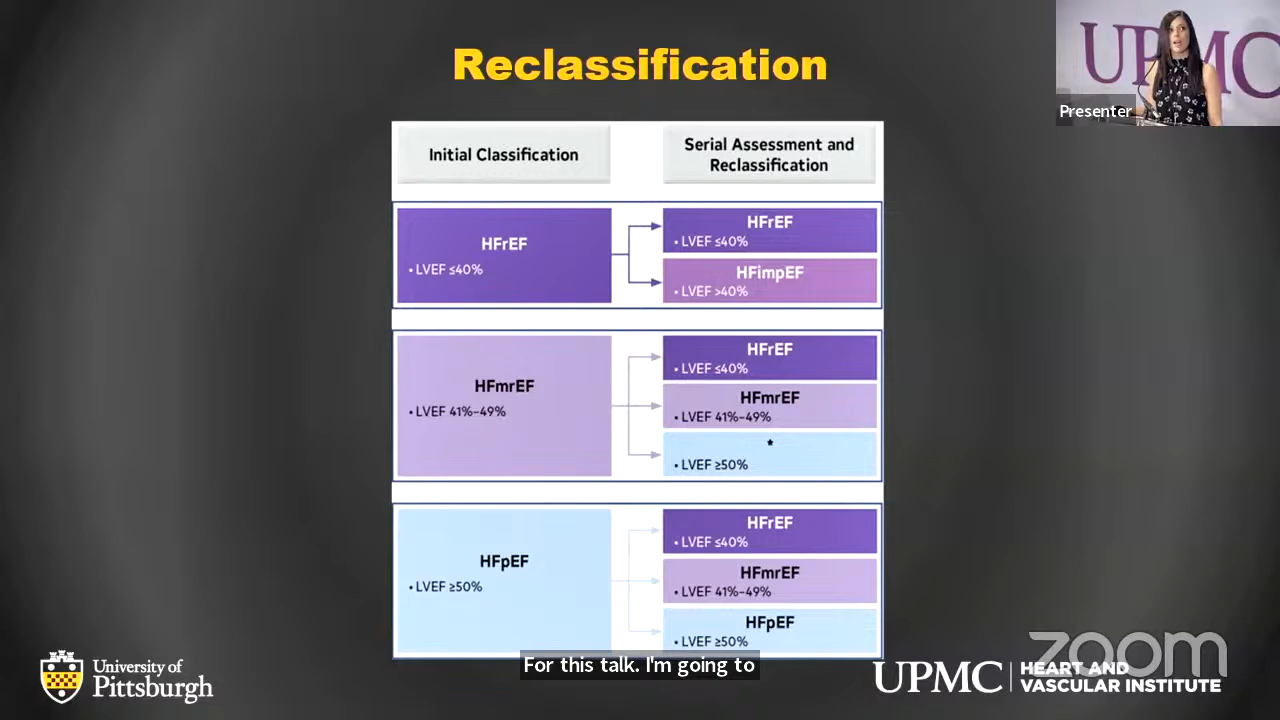 Reclassification
UPMC
Presenter
Initial Classification
Serial Assessment and
Reclassification
HFrEF
• LVEF ≤40%
HFrEF
• LVEF ≤40%
HFimpEF
• LVEF >40%
HFmrEF
• LVEF 41%–49%
HFrEF
• LVEF ≤40%
HFmrEF
• LVEF 41%–49%
*
• LVEF ≥50%
HFpEF
• LVEF ≥50%
HFrEF
• LVEF ≤40%
HFmrEF
• LVEF 41%–49%
HFpEF
• LVEF ≥50%
For this talk. I'm going to
University of
Pittsburgh
UPMC
HEART AND
VASCULAR INSTITUTE
zoom